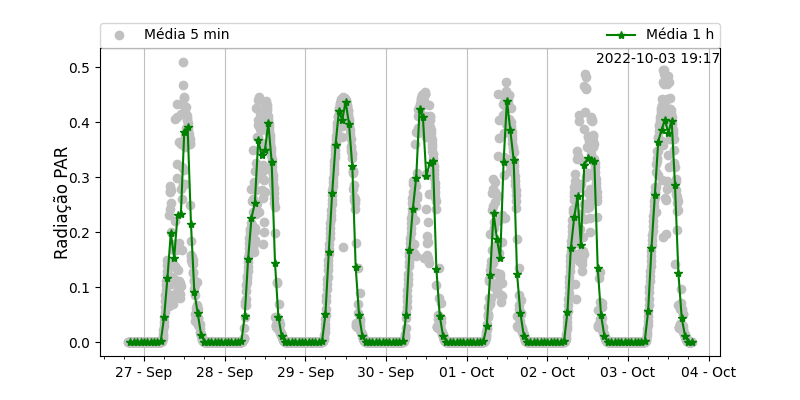 Média 5 min Média 1 h
2022-10-03 19:17
Radiação PAR
0.5
0.4
0.3
0.2
0.1
0.0
27 - Sep 28 - Sep 29 - Sep 30 - Sep 01 - Oct 02 - Oct 03 - Oct 04 - Oct